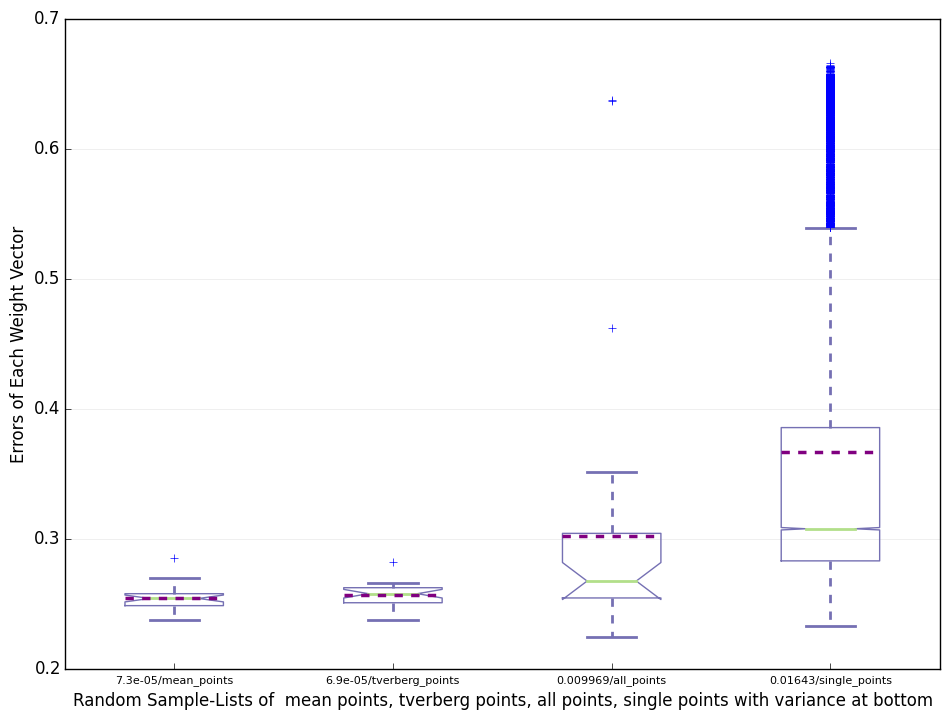 0.7
0.6
0.5
0.4
0.3
0.2
Errors of Each Weight Vector
7.3e-05/mean_points 6.9e-05/tverberg_points 0.009969/all_points 0.01643/single_points
Random Sample-Lists of  mean points, tverberg points, all points, single points with variance at bottom